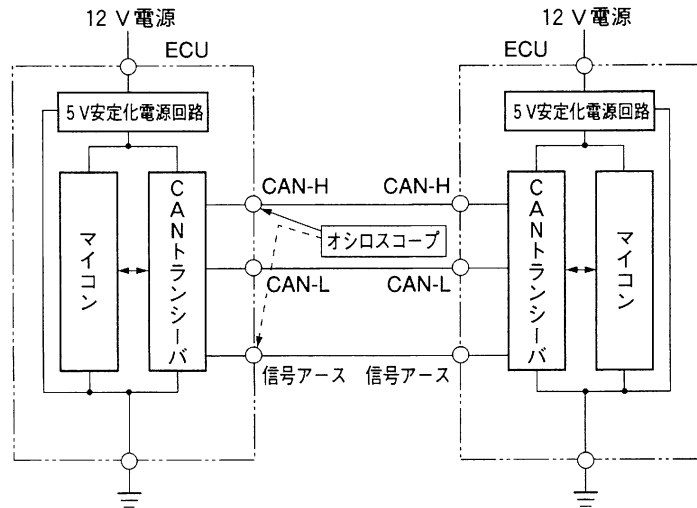 12 V電源
ECU
5V安定化電源回路
マイコン
CANトランシーバ
CAN-H
CAN-H
オシロスコープ
CAN-L
CAN-L
信号アース
信号アース
12 V電源
ECU
5V安定化電源回路
CANトランシーバ
マイコン